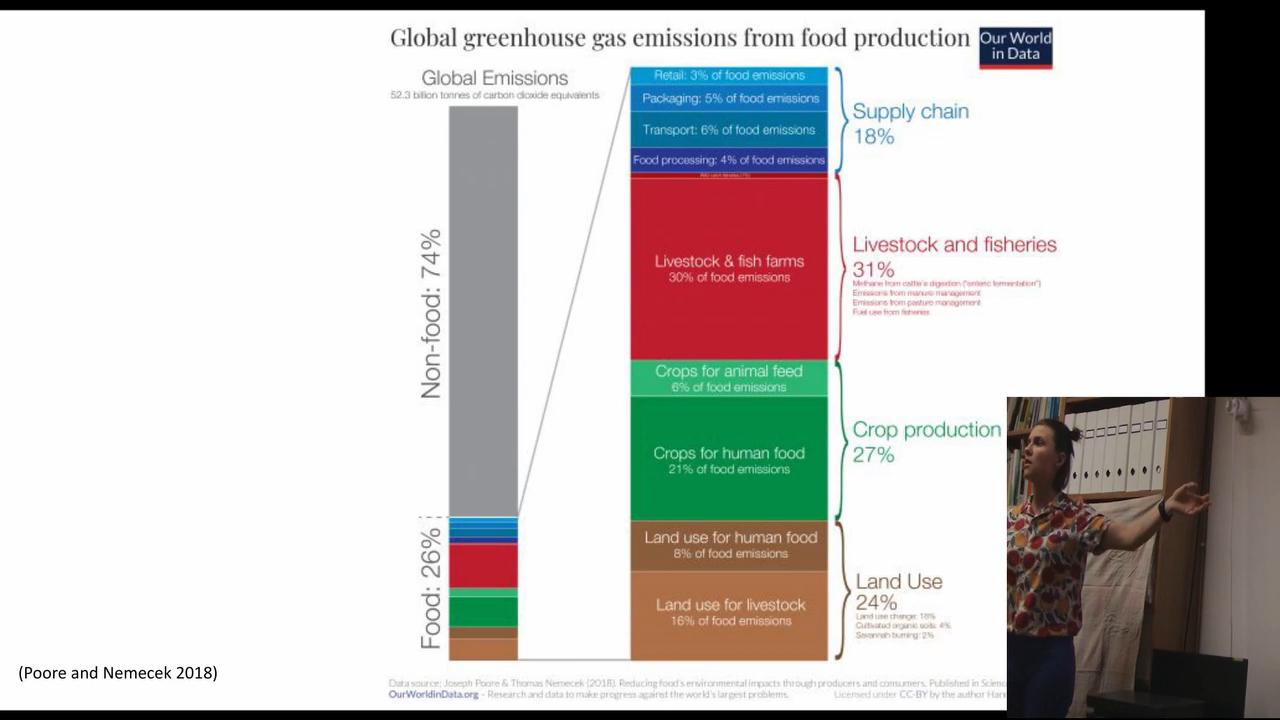 Global greenhouse gas emissions from food production
Our World
in Data
Global Emissions
52.3 billion tonnes of carbon dioxide equivalents
Non-food: 74%
Food: 26%
Retail: 3% of food emissions
Packaging: 5% of food emissions
Transport: 6% of food emissions
Food processing: 4% of food emissions
Livestock & fish farms
30% of food emissions
Crops for animal feed
6% of food emissions
Crops for human food
21% of food emissions
Land use for human food
8% of food emissions
Land use for livestock
16% of food emissions
Supply chain
18%
Livestock and fisheries
31%
Methane from cattle's digestion ("enteric fermentation")
Emissions from manure management
Emissions from pasture management
Fuel use from fisheries
Crop production
27%
Land Use
24%
Land use change: 18%
Cultivated organic soils: 4%
Savannah burning: 2%
(Poore and Nemecek 2018)
Data source: Joseph Poore & Thomas Nemecek (2018). Reducing food's environmental impacts through producers and consumers. Published in Scienc
OurWorldinData.org – Research and data to make progress against the world's largest problems.
Licensed under CC-BY by the author Han